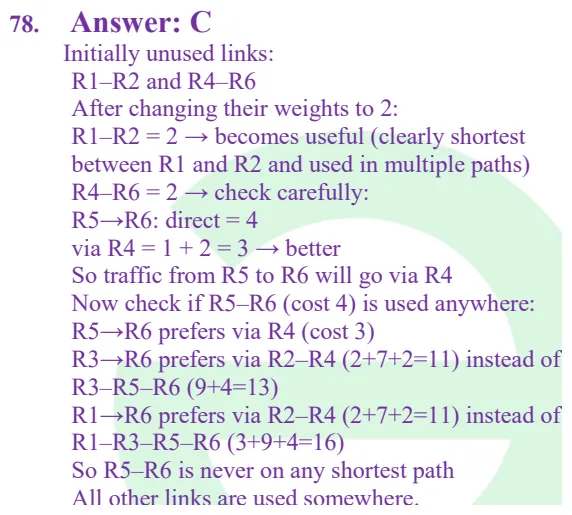 78. Answer: C
Initially unused links:
R1–R2 and R4–R6
After changing their weights to 2:
R1–R2 = 2 → becomes useful (clearly shortest
between R1 and R2 and used in multiple paths)
R4–R6 = 2 → check carefully:
R5→R6: direct = 4
via R4 = 1 + 2 = 3 → better
So traffic from R5 to R6 will go via R4
Now check if R5–R6 (cost 4) is used anywhere:
R5→R6 prefers via R4 (cost 3)
R3→R6 prefers via R2–R4 (2+7+2=11) instead of
R3–R5–R6 (9+4=13)
R1→R6 prefers via R2–R4 (2+7+2=11) instead of
R1–R3–R5–R6 (3+9+4=16)
So R5–R6 is never on any shortest path
All other links are used somewhere.